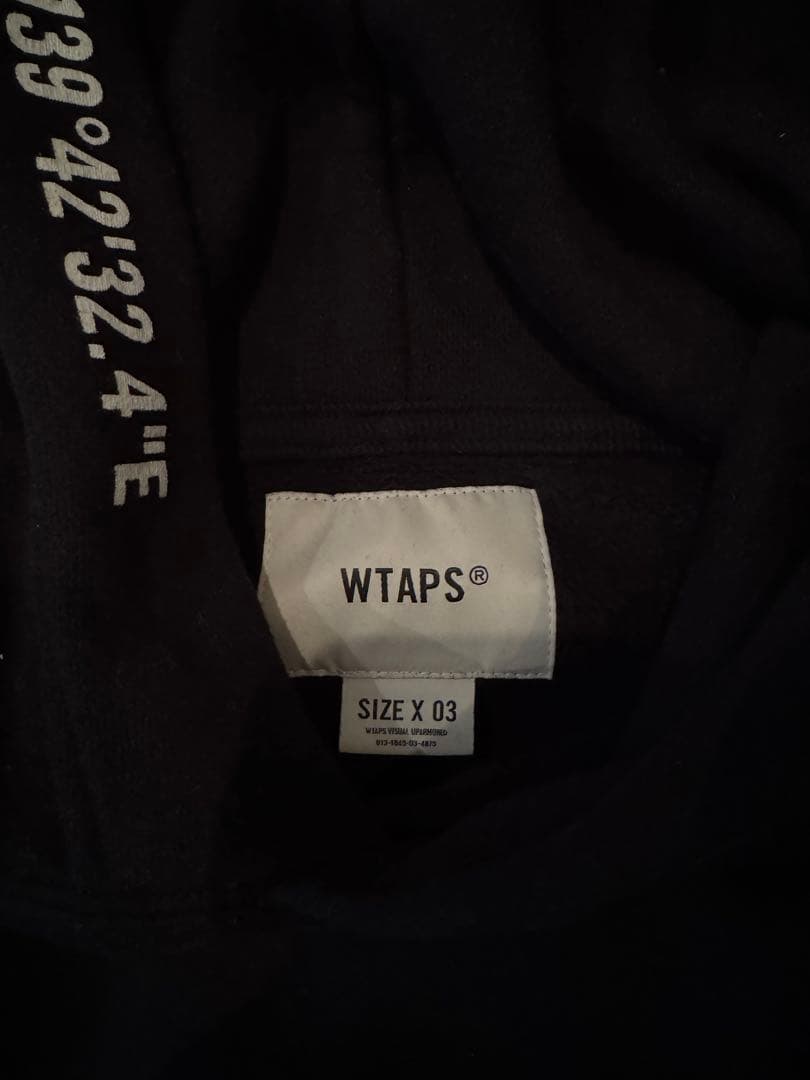 139°42'32.4"E
WTAPS®
SIZE X 03
WTAPS VISUAL UPARMORED